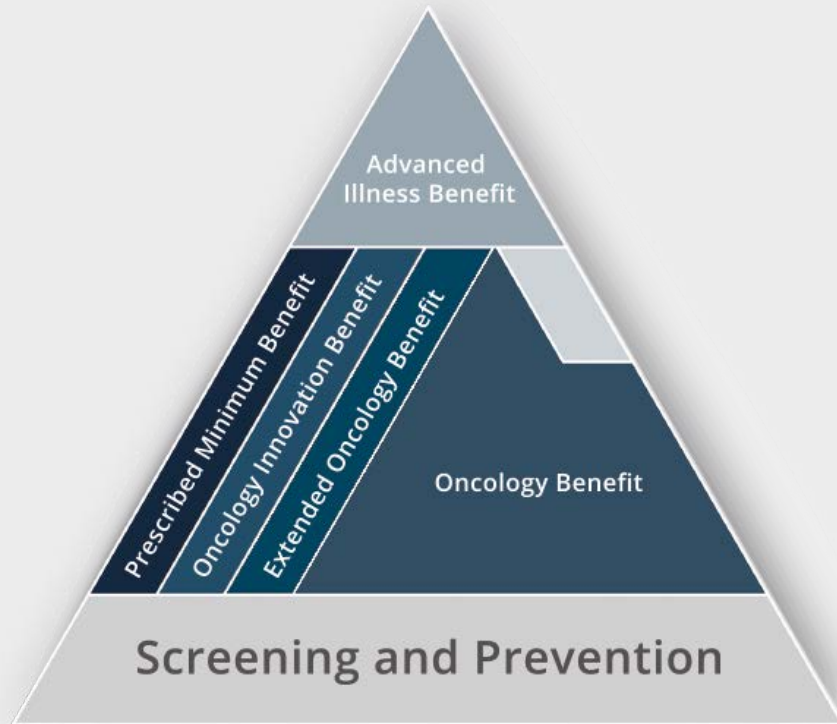 Advanced
Illness Benefit
Prescribed Minimum Benefit
Oncology Innovation Benefit
Extended Oncology Benefit
Oncology Benefit
Screening and Prevention